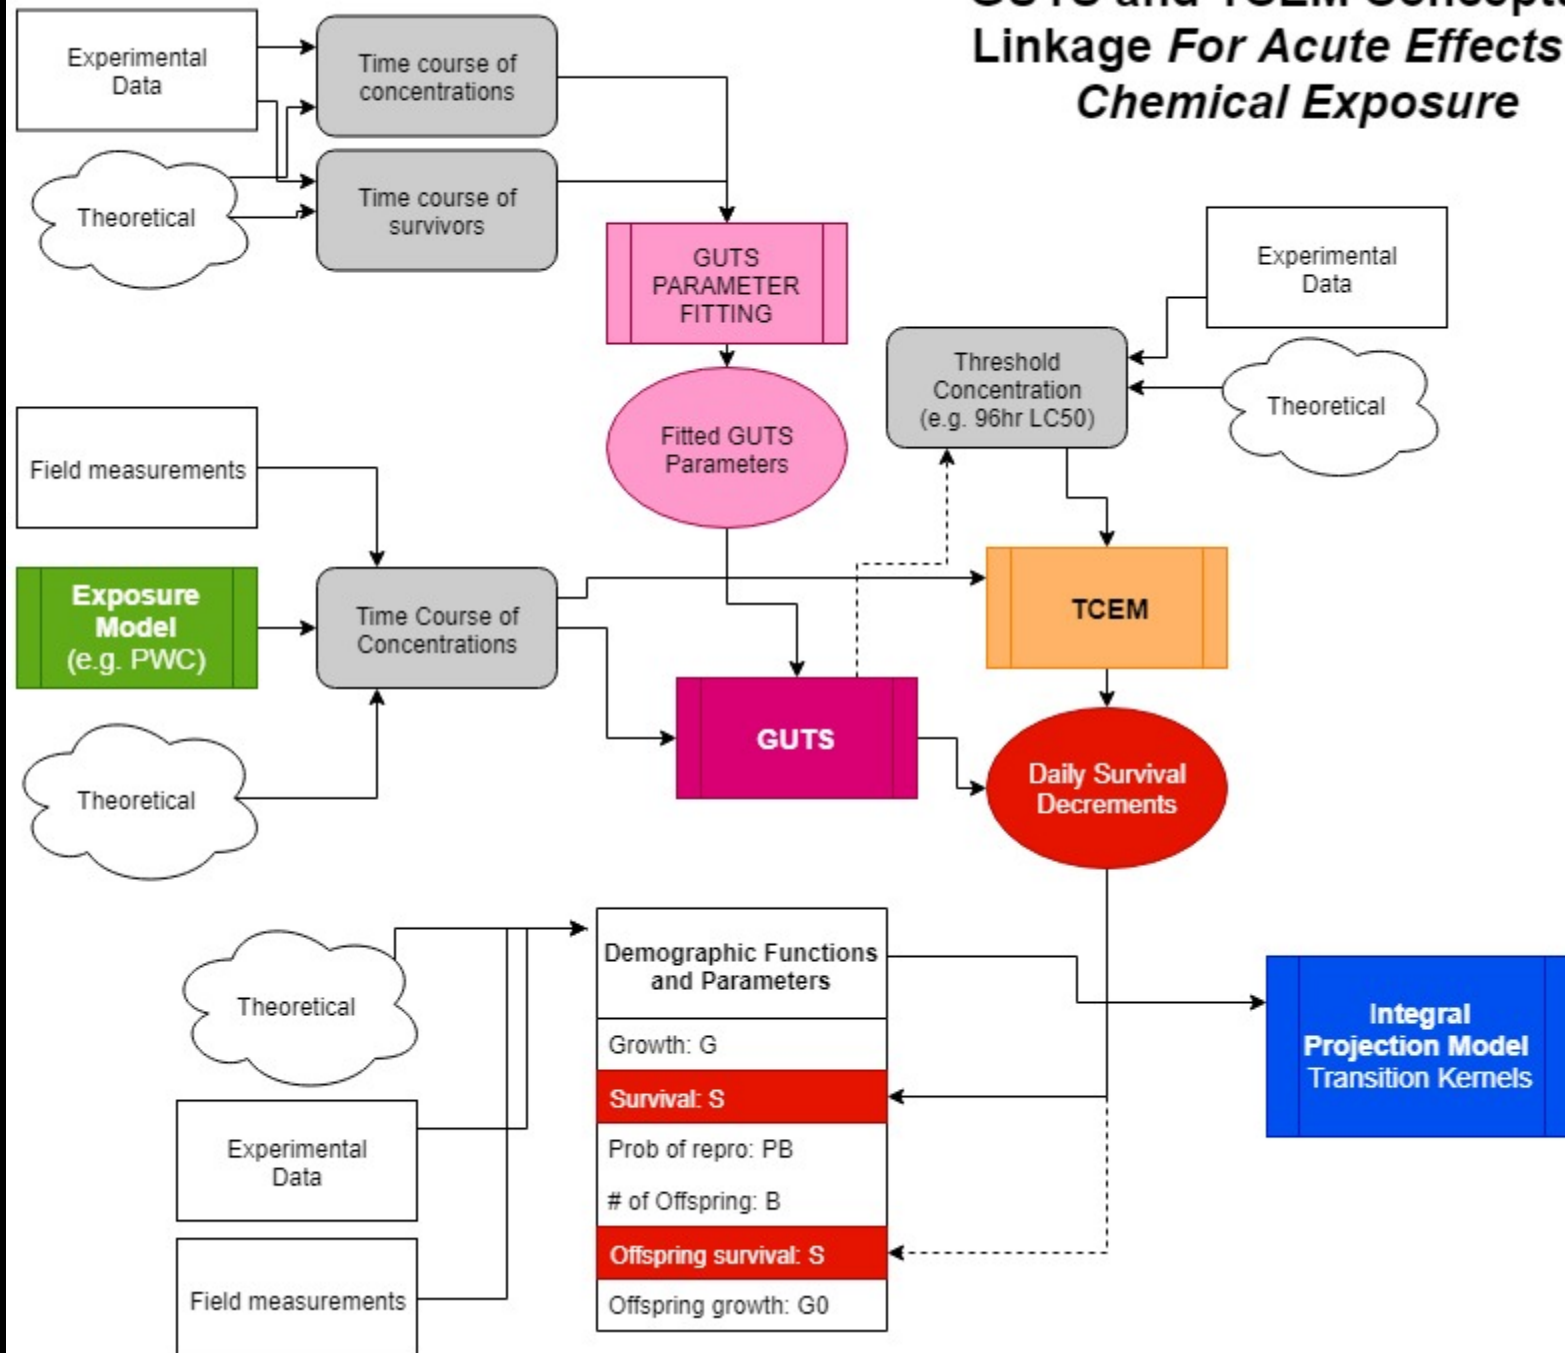 Linkage For Acute Effects
Chemical Exposure
Experimental
Data
Time course of
concentrations
Theoretical
Time course of
survivors
GUTS
PARAMETER
FITTING
Experimental
Data
Threshold
Concentration
(e.g. 96hr LC50)
Theoretical
Fitted GUTS
Parameters
Field measurements
Exposure
Model
(e.g. PWC)
Time Course of
Concentrations
TCEM
GUTS
Theoretical
Daily Survival
Decrements
Demographic Functions
and Parameters
Theoretical
Growth: G
Survival: S
Prob of repro: PB
# of Offspring: B
Offspring survival: S
Offspring growth: G0
Integral
Projection Model
Transition Kernels
Experimental
Data
Field measurements